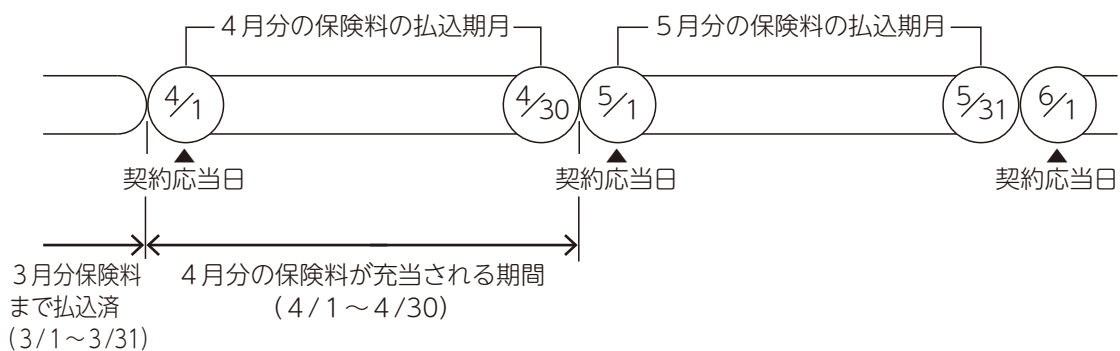 4月分の保険料の払込期月
5月分の保険料の払込期月
4/1
4/30
5/1
5/31
6/1
契約応当日
契約応当日
契約応当日
3月分保険料
まで払込済
(3/1～3/31)
4月分の保険料が充当される期間
(4/1～4/30)